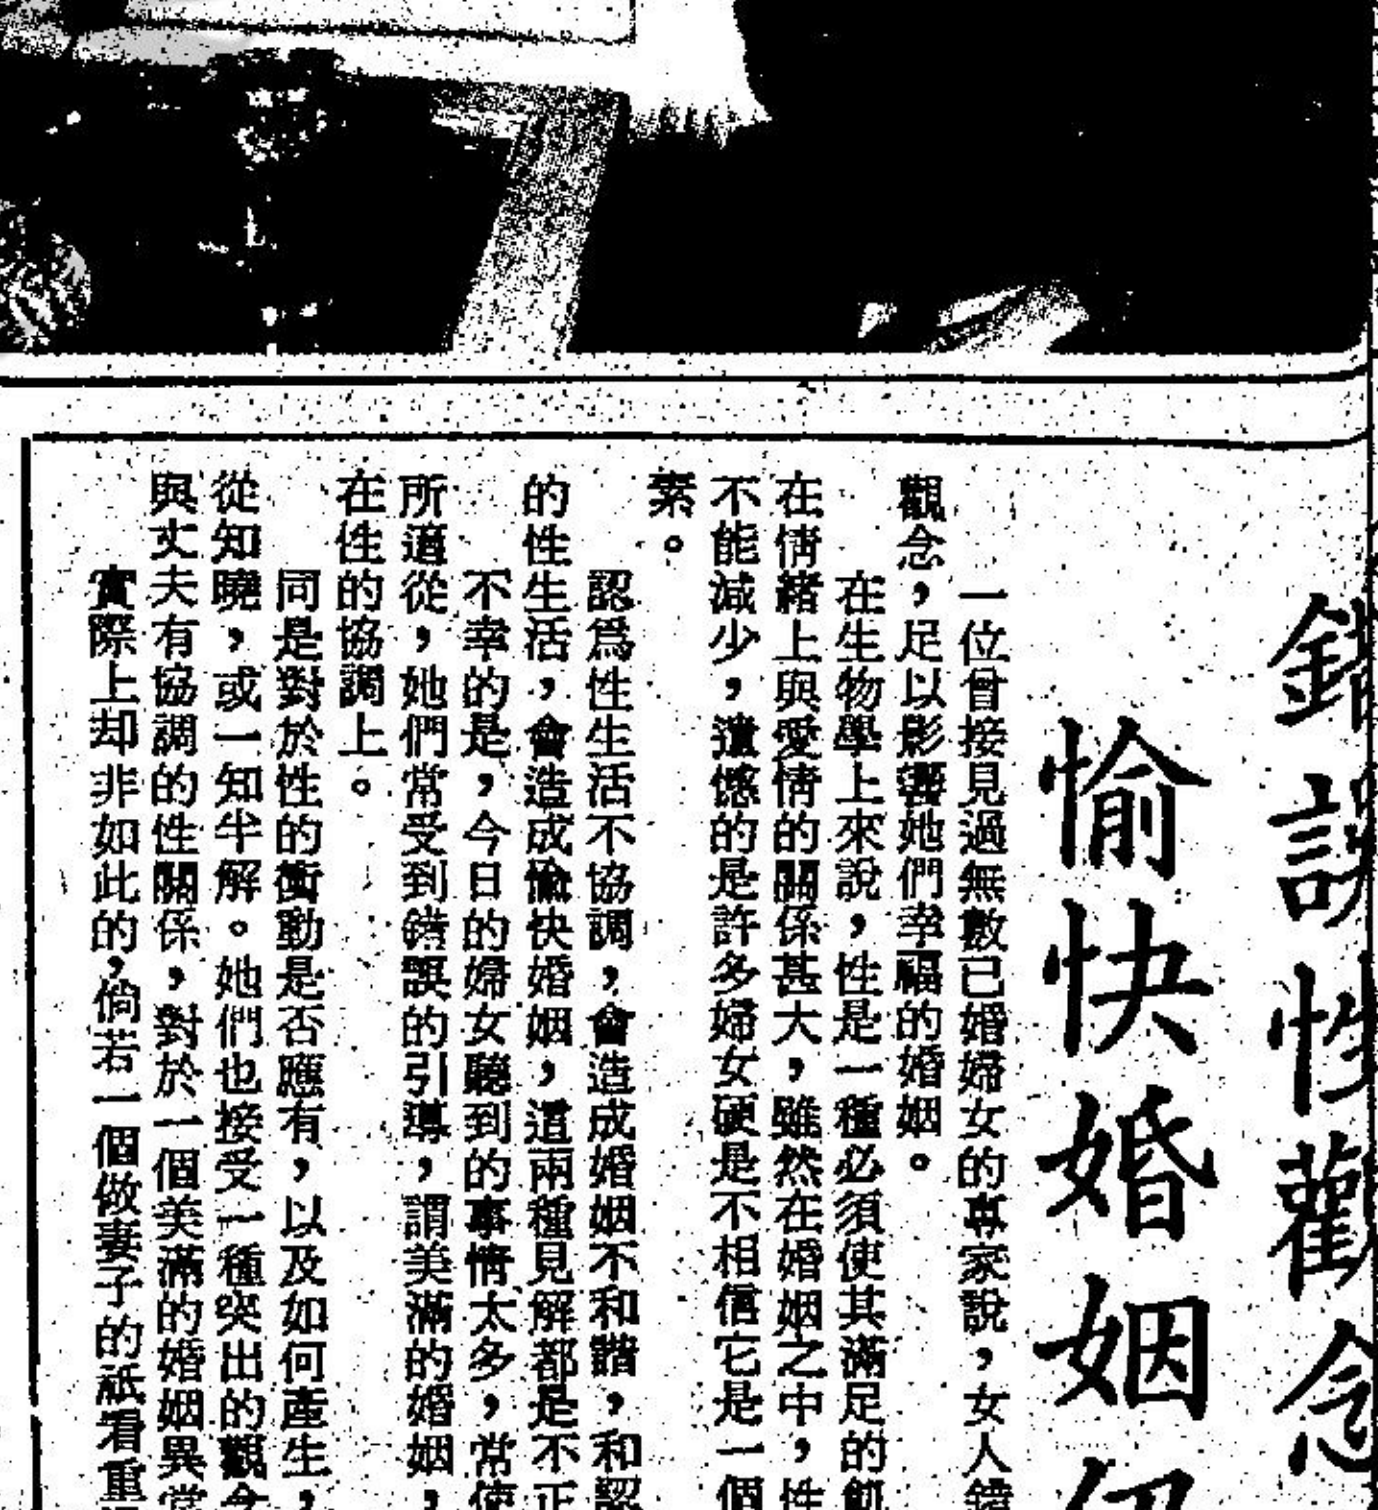 錯誤性觀念
愉快婚姻
一位曾接見過無數已婚婦女的專家說，女人錯
觀念，足以影響她們幸福的婚姻。
在生物學上來說，性是一種必須使其滿足的飢
在情緒上與愛情的關係甚大，雖然在婚姻之中，性
不能減少，遺憾的是許多婦女硬是不相信它是一個
素。
認爲性生活不協調，會造成婚姻不和諧，和認
的性生活，會造成愉快婚姻，這兩種見解都是不正
不幸的是，今日的婦女聽到的事情太多，常使
所適從，她們常受到錯誤的引導，謂美滿的婚姻，
在性的協調上。
同是對於性的衝動是否應有，以及如何產生，
從知曉，或一知半解。她們也接受一種突出的觀念
與丈夫有協調的性關係，對於一個美滿的婚姻異常
實際上却非如此的，倘若一個做妻子的祇看重